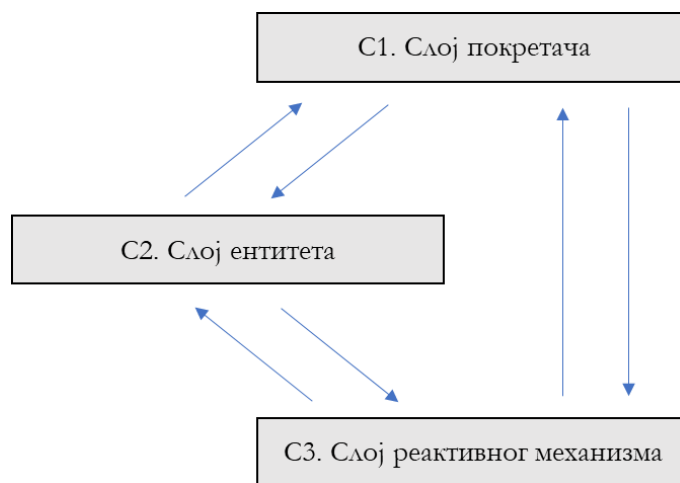 С1. Слој покретача
С2. Слој ентитета
С3. Слој реактивног механизма